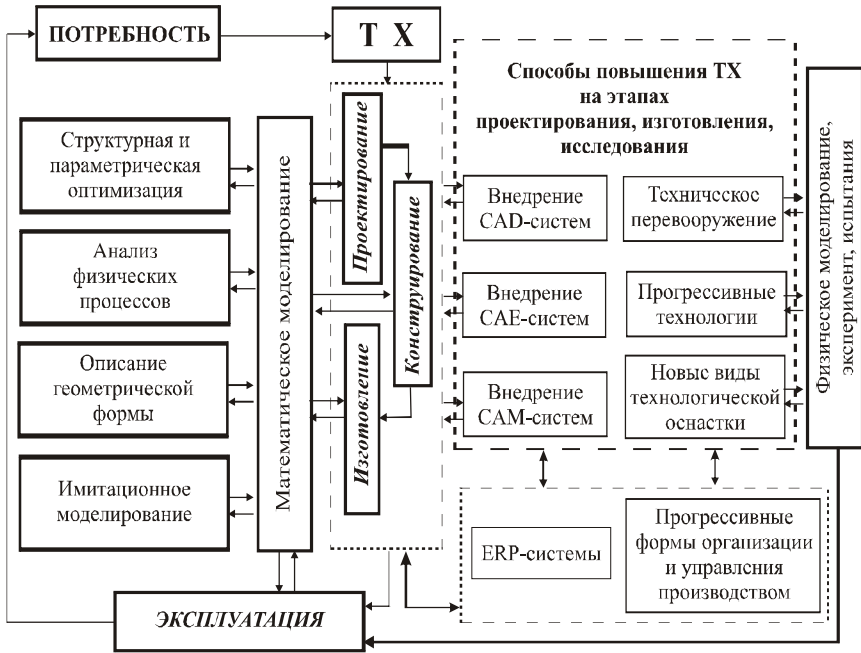 ПОТРЕБНОСТЬ
Т Х
Способы повышения ТХ
на этапах
проектирования, изготовления,
исследования
Структурная и
параметрическая
оптимизация
Анализ
физических
процессов
Описание
геометрической
формы
Имитационное
моделирование
Математическое моделирование
Проектирование
Конструирование
Изготовление
Внедрение
CAD-систем
Внедрение
CAE-систем
Внедрение
CAM-систем
Техническое
перевооружение
Прогрессивные
технологии
Новые виды
технологической
оснастки
Физическое моделирование,
эксперимент, испытания
ERP-системы
Прогрессивные
формы организации
и управления
производством
ЭКСПЛУАТАЦИЯ